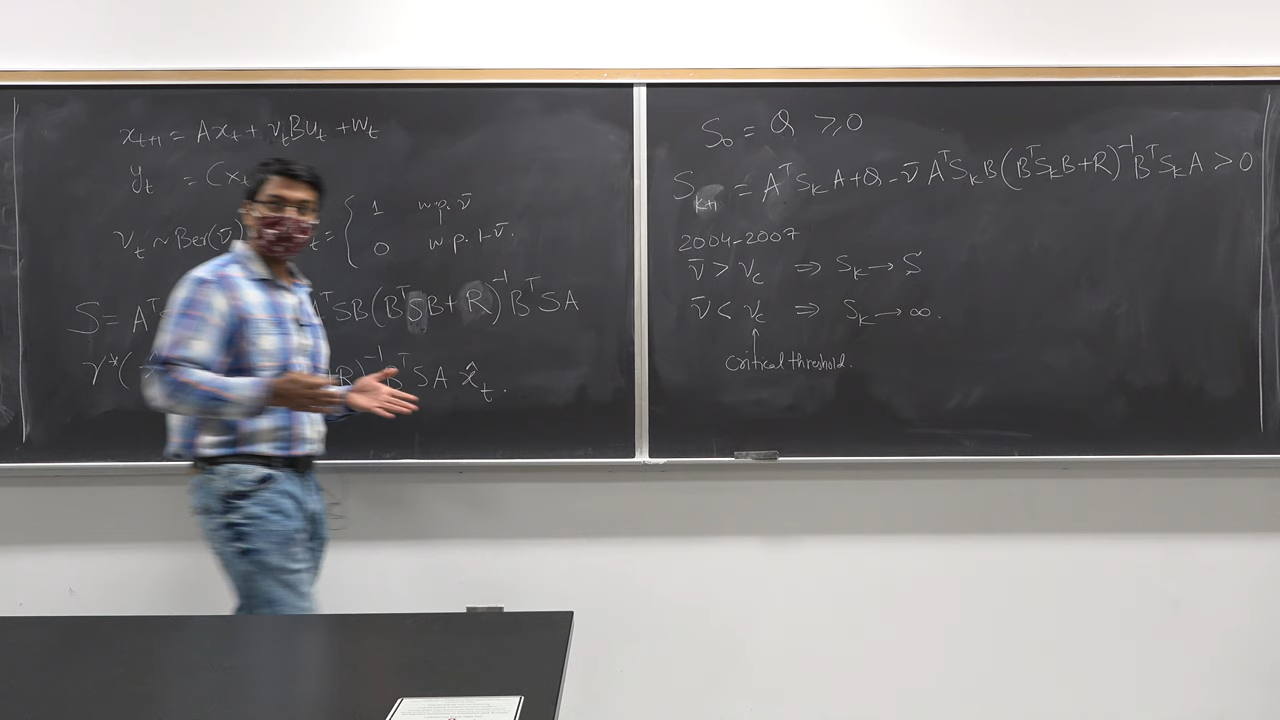 x_{t+1} = Ax_t + ν_t Bu_t + w_t
y_t = Cx_t
ν_t ~ Ber(ν̄) t = { 1 w.p. ν̄
0 w.p. 1-ν̄.
S = A^T SB(B^T SB + R)^{-1} B^T SA
γ*( R)^{-1} B^T SA x̂_t.
S_0 = Q ≥ 0
S_{k+1} = A^T S_k A + Q - ν̄ A^T S_k B (B^T S_k B + R)^{-1} B^T S_k A > 0
2004-2007
ν̄ > ν_c ⇒ S_k → S
ν̄ < ν_c ⇒ S_k → ∞.
↑
Critical threshold.